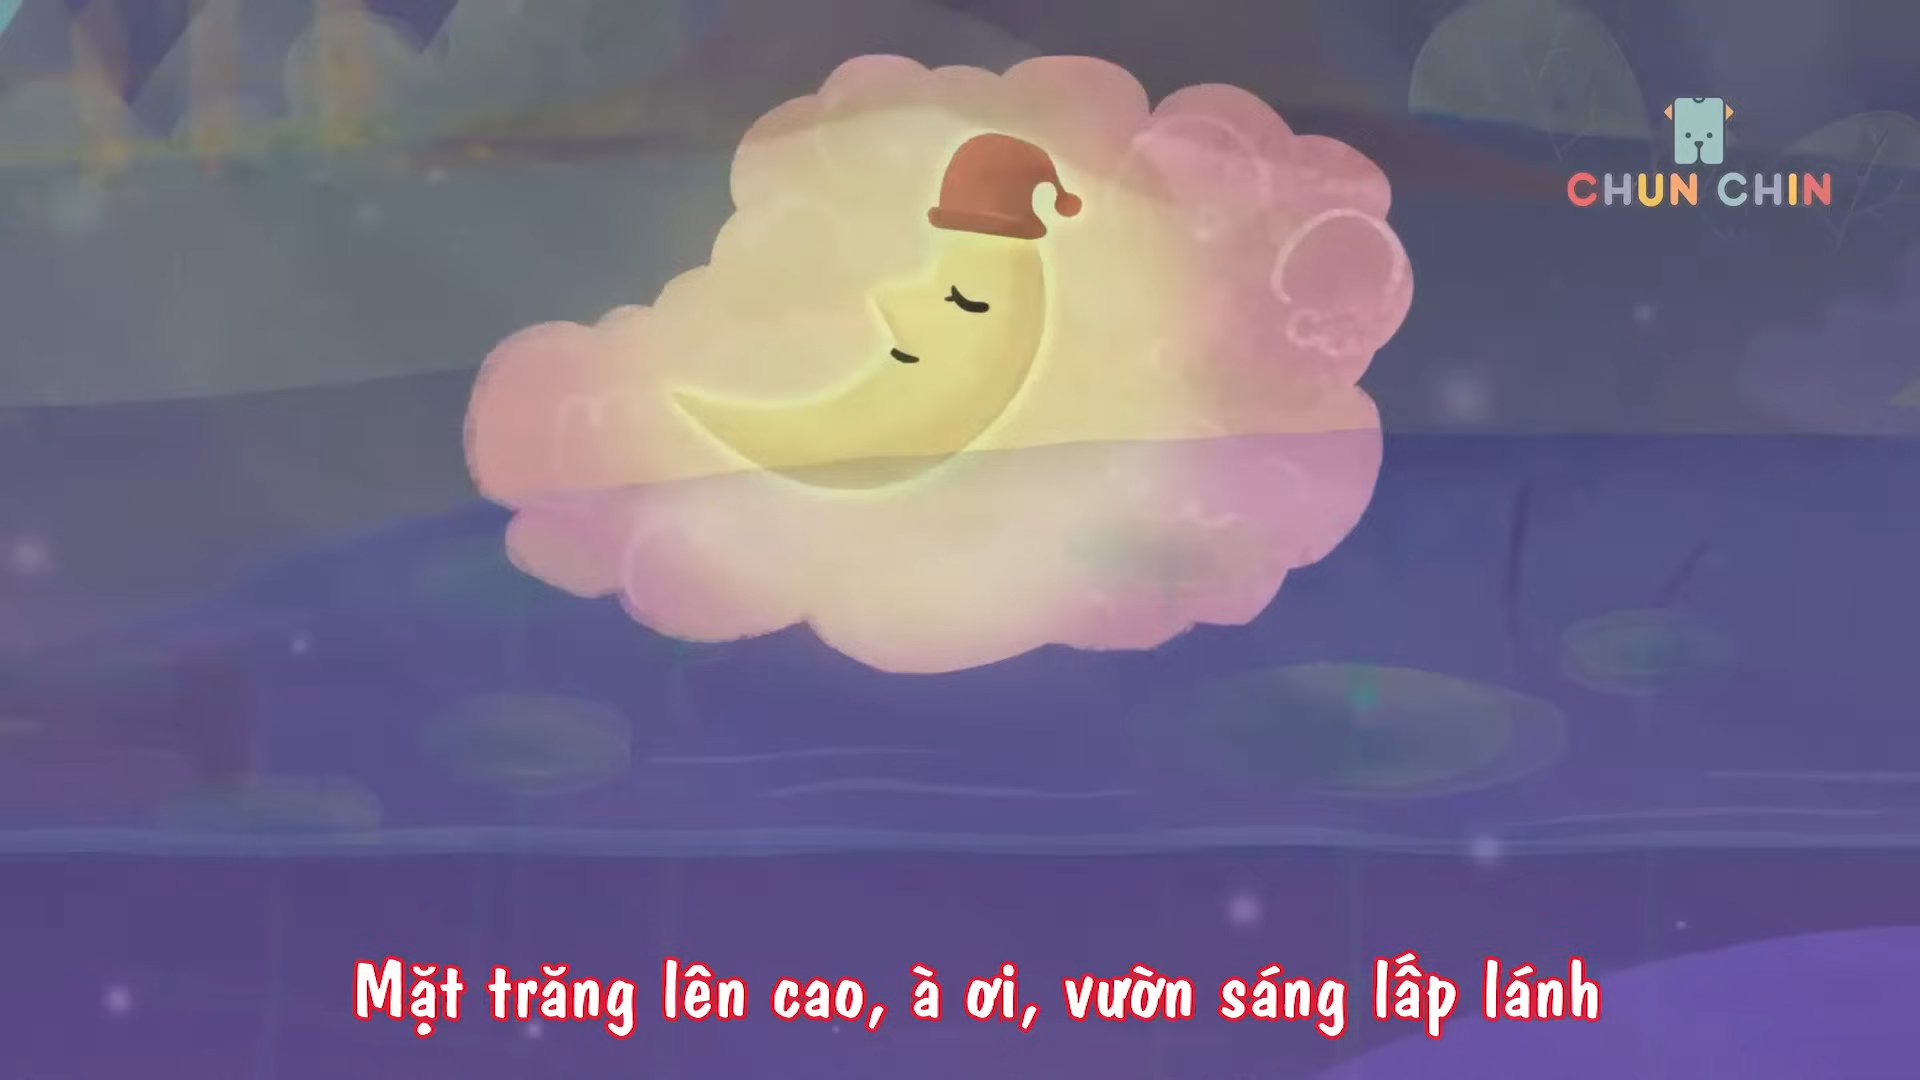 CHUN CHIN
Mặt trăng lên cao, à ơi, vườn sáng lấp lánh